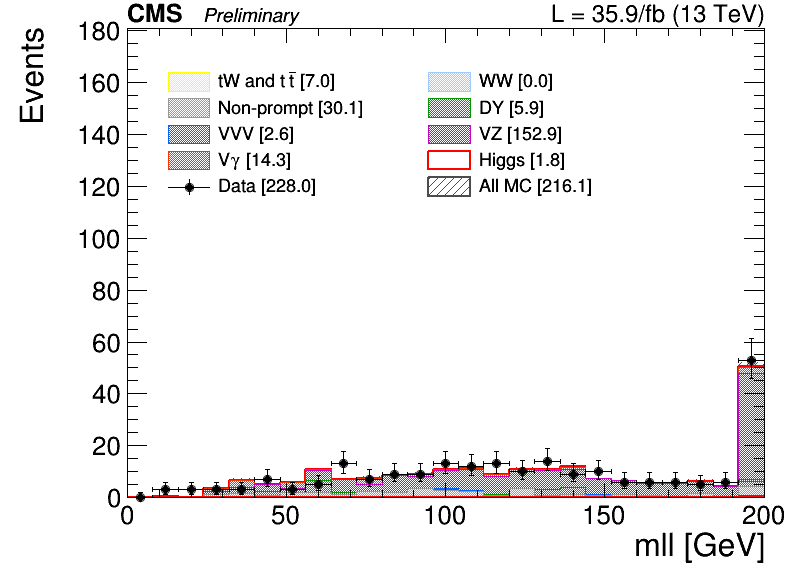 CMS Preliminary L = 35.9/fb (13 TeV)
Events
180
160
140
120
100
80
60
40
20
0
tW and t t̅ [7.0]
Non-prompt [30.1]
VVV [2.6]
Vγ [14.3]
Data [228.0]
WW [0.0]
DY [5.9]
VZ [152.9]
Higgs [1.8]
All MC [216.1]
0 50 100 150 200
mll [GeV]